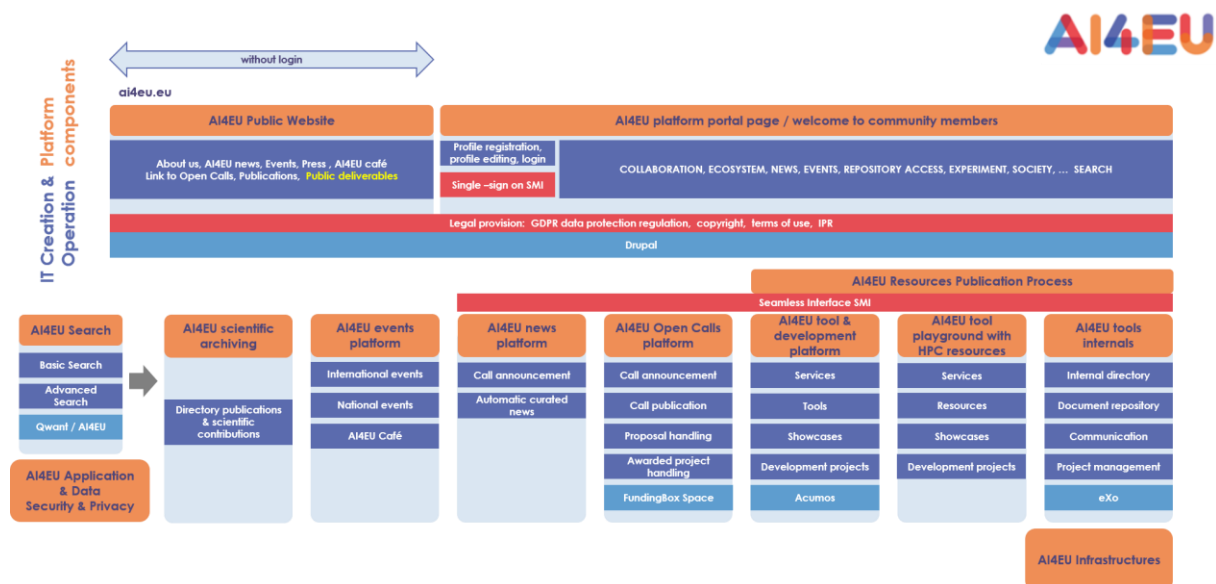 AI4EU
without login
ai4eu.eu
IT Creation & Platform
Operation components
AI4EU Public Website
AI4EU platform portal page / welcome to community members
About us, AI4EU news, Events, Press , AI4EU café
Link to Open Calls, Publications, Public deliverables
Profile registration,
profile editing, login
Single –sign on SMI
COLLABORATION, ECOSYSTEM, NEWS, EVENTS, REPOSITORY ACCESS, EXPERIMENT, SOCIETY, ... SEARCH
Legal provision: GDPR data protection regulation, copyright, terms of use, IPR
Drupal
AI4EU Resources Publication Process
Seamless Interface SMI
AI4EU Search
Basic Search
Advanced
Search
Qwant / AI4EU
AI4EU Application
& Data
Security & Privacy
AI4EU scientific
archiving
Directory publications
& scientific
contributions
AI4EU events
platform
International events
National events
AI4EU Café
AI4EU news
platform
Call announcement
Automatic curated
news
AI4EU Open Calls
platform
Call announcement
Call publication
Proposal handling
Awarded project
handling
FundingBox Space
AI4EU tool &
development
platform
Services
Tools
Showcases
Development projects
Acumos
AI4EU tool
playground with
HPC resources
Services
Resources
Showcases
Development projects
AI4EU tools
internals
Internal directory
Document repository
Communication
Project management
eXo
AI4EU Infrastructures